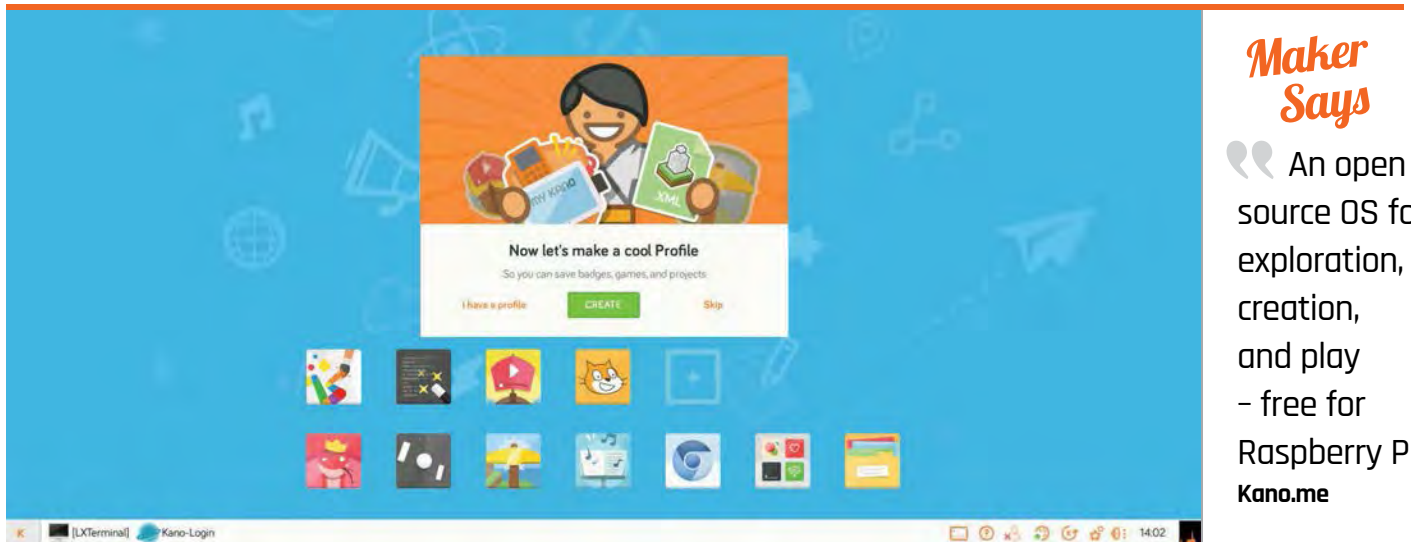 MY KANO
.XML
Now let's make a cool Profile
So you can save badges, games, and projects
I have a profile
CREATE
Skip
K
[LXTerminal]
Kano-Login
14:02
Maker
Says
An open
source OS fo
exploration,
creation,
and play
– free for
Raspberry P
Kano.me